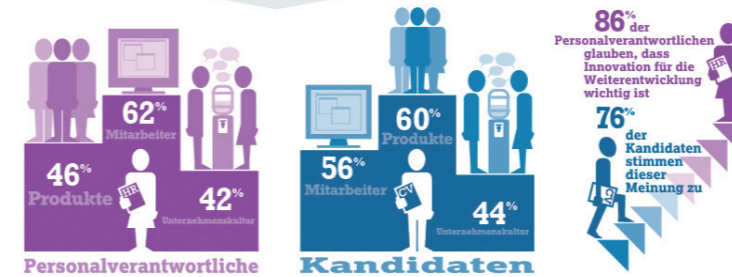 62%
Mitarbeiter
46%
Produkte
HR
42%
Unternehmenskultur
Personalverantwortliche
60%
Produkte
56%
Mitarbeiter
CV
44%
Unternehmenskultur
Kandidaten
86% der
Personalverantwortlichen
glauben, dass
Innovation für die
Weiterentwicklung
wichtig ist
HR
76%
der
Kandidaten
stimmen
dieser
Meinung zu
CV